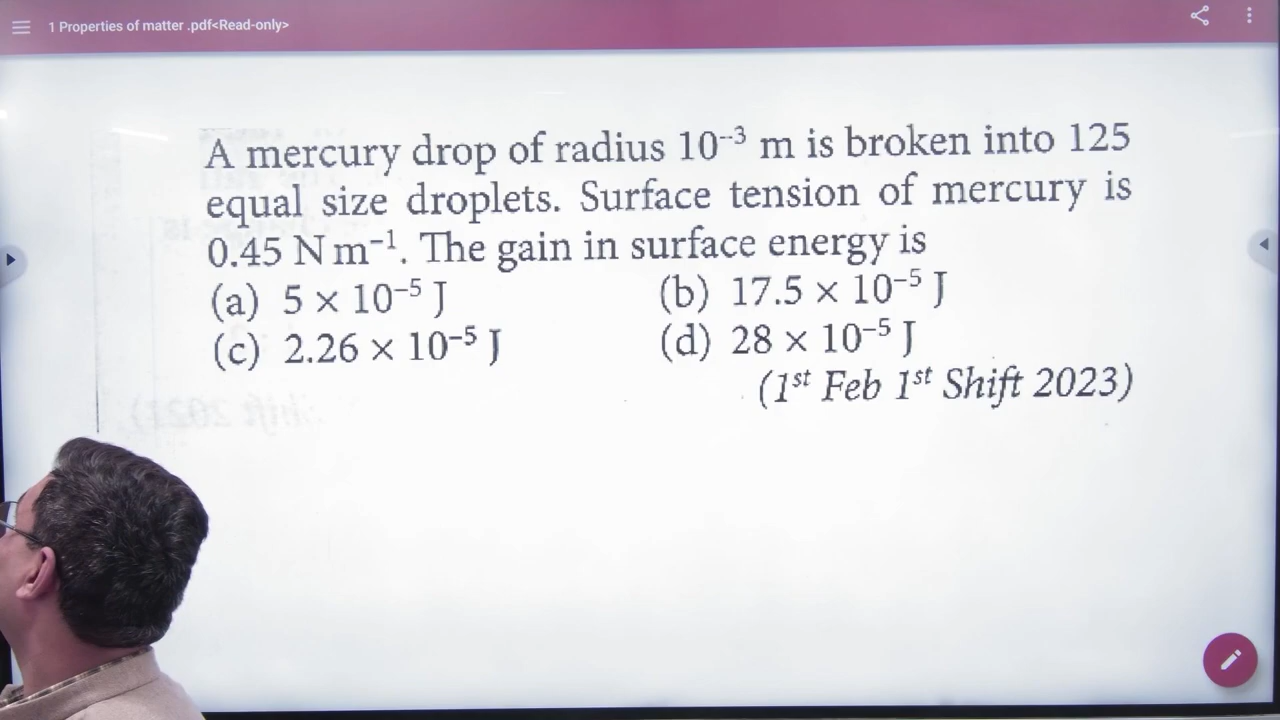 1 Properties of matter .pdf<Read-only>
A mercury drop of radius 10⁻³ m is broken into 125
equal size droplets. Surface tension of mercury is
0.45 N m⁻¹. The gain in surface energy is
(a) 5 × 10⁻⁵ J (b) 17.5 × 10⁻⁵ J
(c) 2.26 × 10⁻⁵ J (d) 28 × 10⁻⁵ J
(1ˢᵗ Feb 1ˢᵗ Shift 2023)